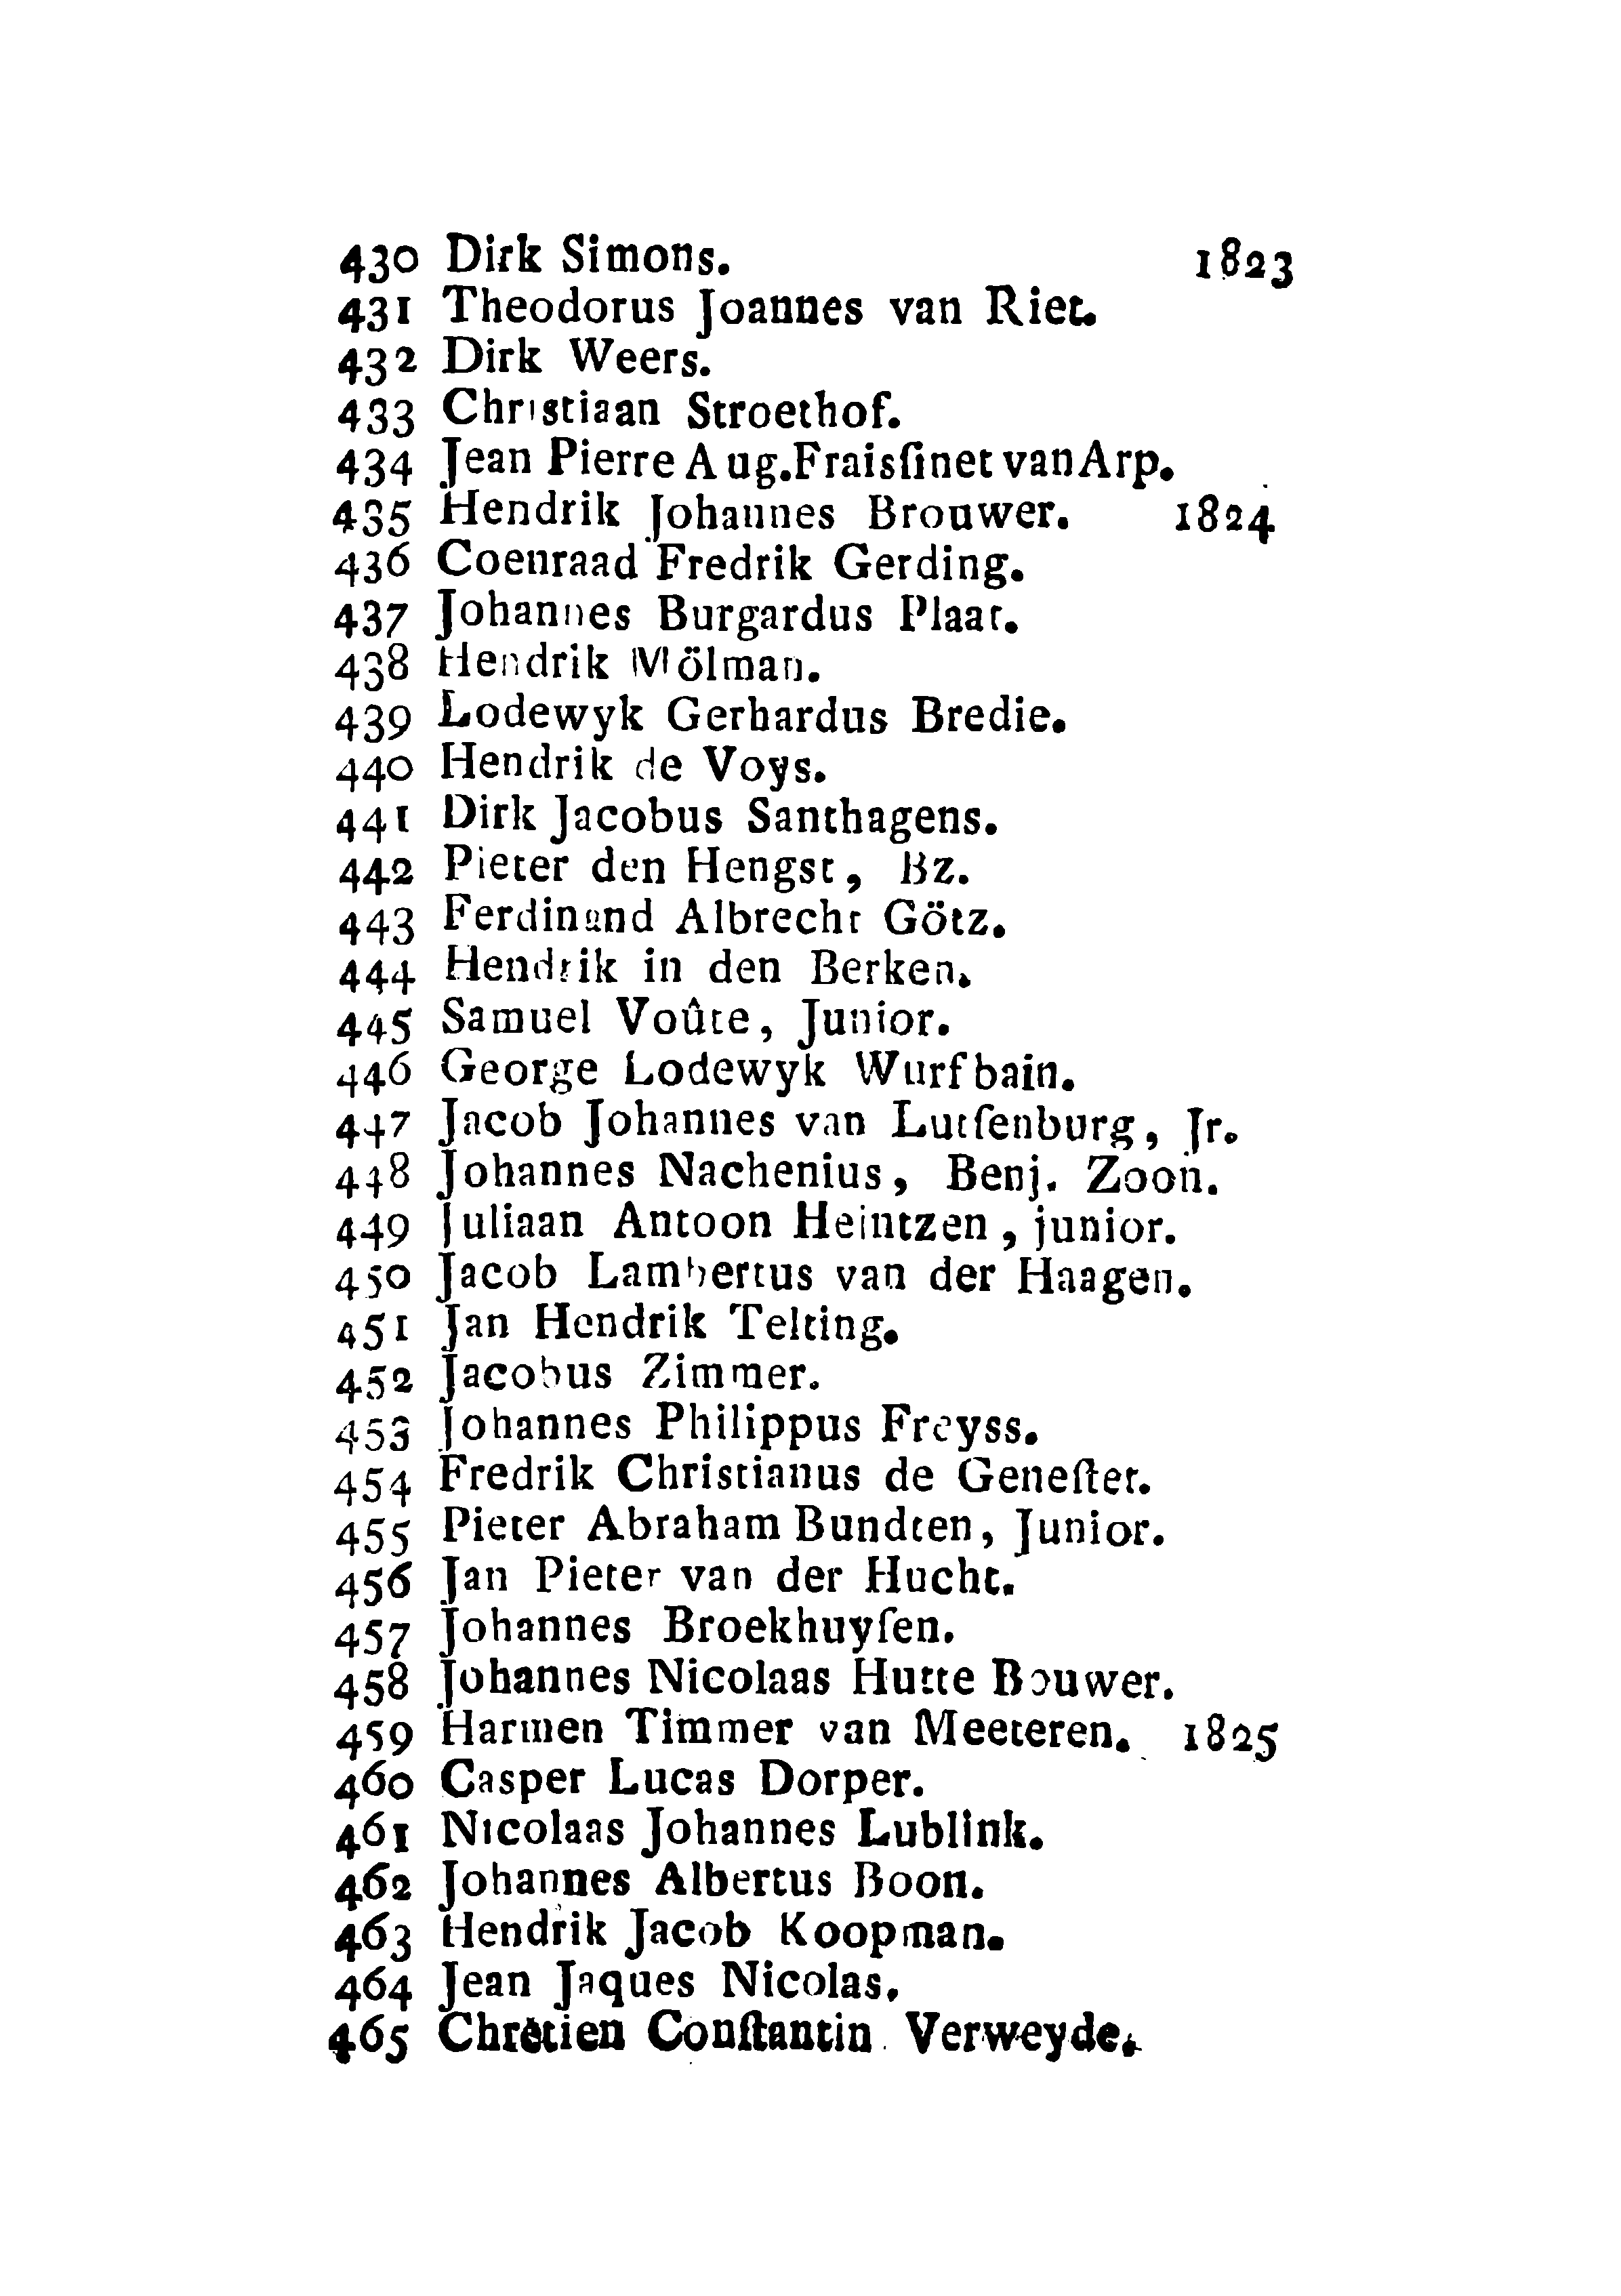 430 Dirk Simons. 1823
431 Theodorus Joannes van Riet.
432 Dirk Weers.
433 Christiaan Stroethof.
434 Jean Pierre Aug. Fraisſinet van Arp.
435 Hendrik Johannes Brouwer. 1824
436 Coenraad Fredrik Gerding.
437 Johannes Burgardus Plaat.
438 Hendrik Mölman.
439 Lodewyk Gerhardus Bredie.
440 Hendrik de Voys.
441 Dirk Jacobus Santhagens.
442 Pieter den Hengst, Bz.
443 Ferdinand Albrecht Götz.
444 Hendrik in den Berken.
445 Samuel Voûte, Junior.
446 George Lodewyk Wurfbain.
447 Jacob Johannes van Lutſenburg, Jr.
448 Johannes Nachenius, Benj. Zoon.
449 Juliaan Antoon Heintzen, junior.
450 Jacob Lambertus van der Haagen.
451 Jan Hendrik Telting.
452 Jacobus Zimmer.
453 Johannes Philippus Freyss.
454 Fredrik Christianus de Geneſtet.
455 Pieter Abraham Bundten, Junior.
456 Jan Pieter van der Hucht.
457 Johannes Broekhuyſen.
458 Johannes Nicolaas Hutte Bouwer.
459 Harmen Timmer van Meeteren. 1825
460 Casper Lucas Dorper.
461 Nicolaas Johannes Lublink.
462 Johannes Albertus Boon.
463 Hendrik Jacob Koopman.
464 Jean Jaques Nicolas.
465 Chrêtien Conſtantin Verweyde.